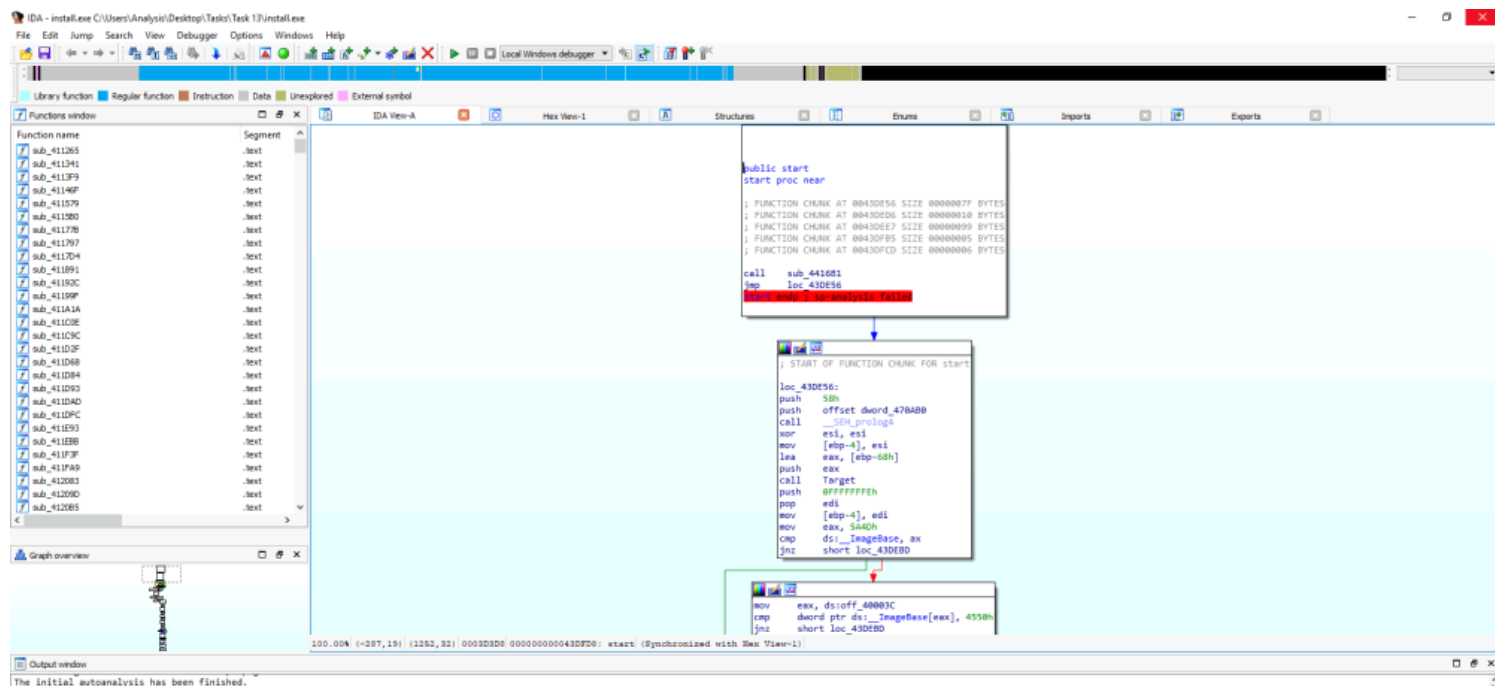 IDA - install.exe C:\Users\Analysis\Desktop\Tasks\Task 13\install.exe
File Edit Jump Search View Debugger Options Windows Help
Local Windows debugger
Library function Regular function Instruction Data Unexplored External symbol
Functions window
IDA View-A Hex View-1 Structures Enums Imports Exports
Function name Segment
sub_411265 .text
sub_411341 .text
sub_4113F9 .text
sub_41146F .text
sub_411579 .text
sub_4115B0 .text
sub_41177B .text
sub_411797 .text
sub_4117D4 .text
sub_411891 .text
sub_41192C .text
sub_41199F .text
sub_411A1A .text
sub_411C0E .text
sub_411C9C .text
sub_411D2F .text
sub_411D68 .text
sub_411D84 .text
sub_411D93 .text
sub_411DAD .text
sub_411DFC .text
sub_411E93 .text
sub_411EBB .text
sub_411F3F .text
sub_411FA9 .text
sub_412083 .text
sub_41209D .text
sub_4120B5 .text
public start
start proc near
; FUNCTION CHUNK AT 0043DE56 SIZE 0000007F BYTES
; FUNCTION CHUNK AT 0043DED6 SIZE 00000010 BYTES
; FUNCTION CHUNK AT 0043DEE7 SIZE 00000099 BYTES
; FUNCTION CHUNK AT 0043DFB5 SIZE 00000005 BYTES
; FUNCTION CHUNK AT 0043DFCD SIZE 00000006 BYTES
call sub_441681
jmp loc_43DE56
start endp ; sp-analysis failed
; START OF FUNCTION CHUNK FOR start
loc_43DE56:
push 58h
push offset dword_470AB0
call __SEH_prolog4
xor esi, esi
mov [ebp-4], esi
lea eax, [ebp-68h]
push eax
call Target
push 0FFFFFFFEh
pop edi
mov [ebp-4], edi
mov eax, 5A4Dh
cmp ds:__ImageBase, ax
jnz short loc_43DEBD
mov eax, ds:off_40003C
cmp dword ptr ds:__ImageBase[eax], 4550h
jnz short loc_43DEBD
Graph overview
100.00% (-287,19) (1252,32) 0003D3D0 000000000043DFD0: start (Synchronized with Hex View-1)
Output window
The initial autoanalysis has been finished.